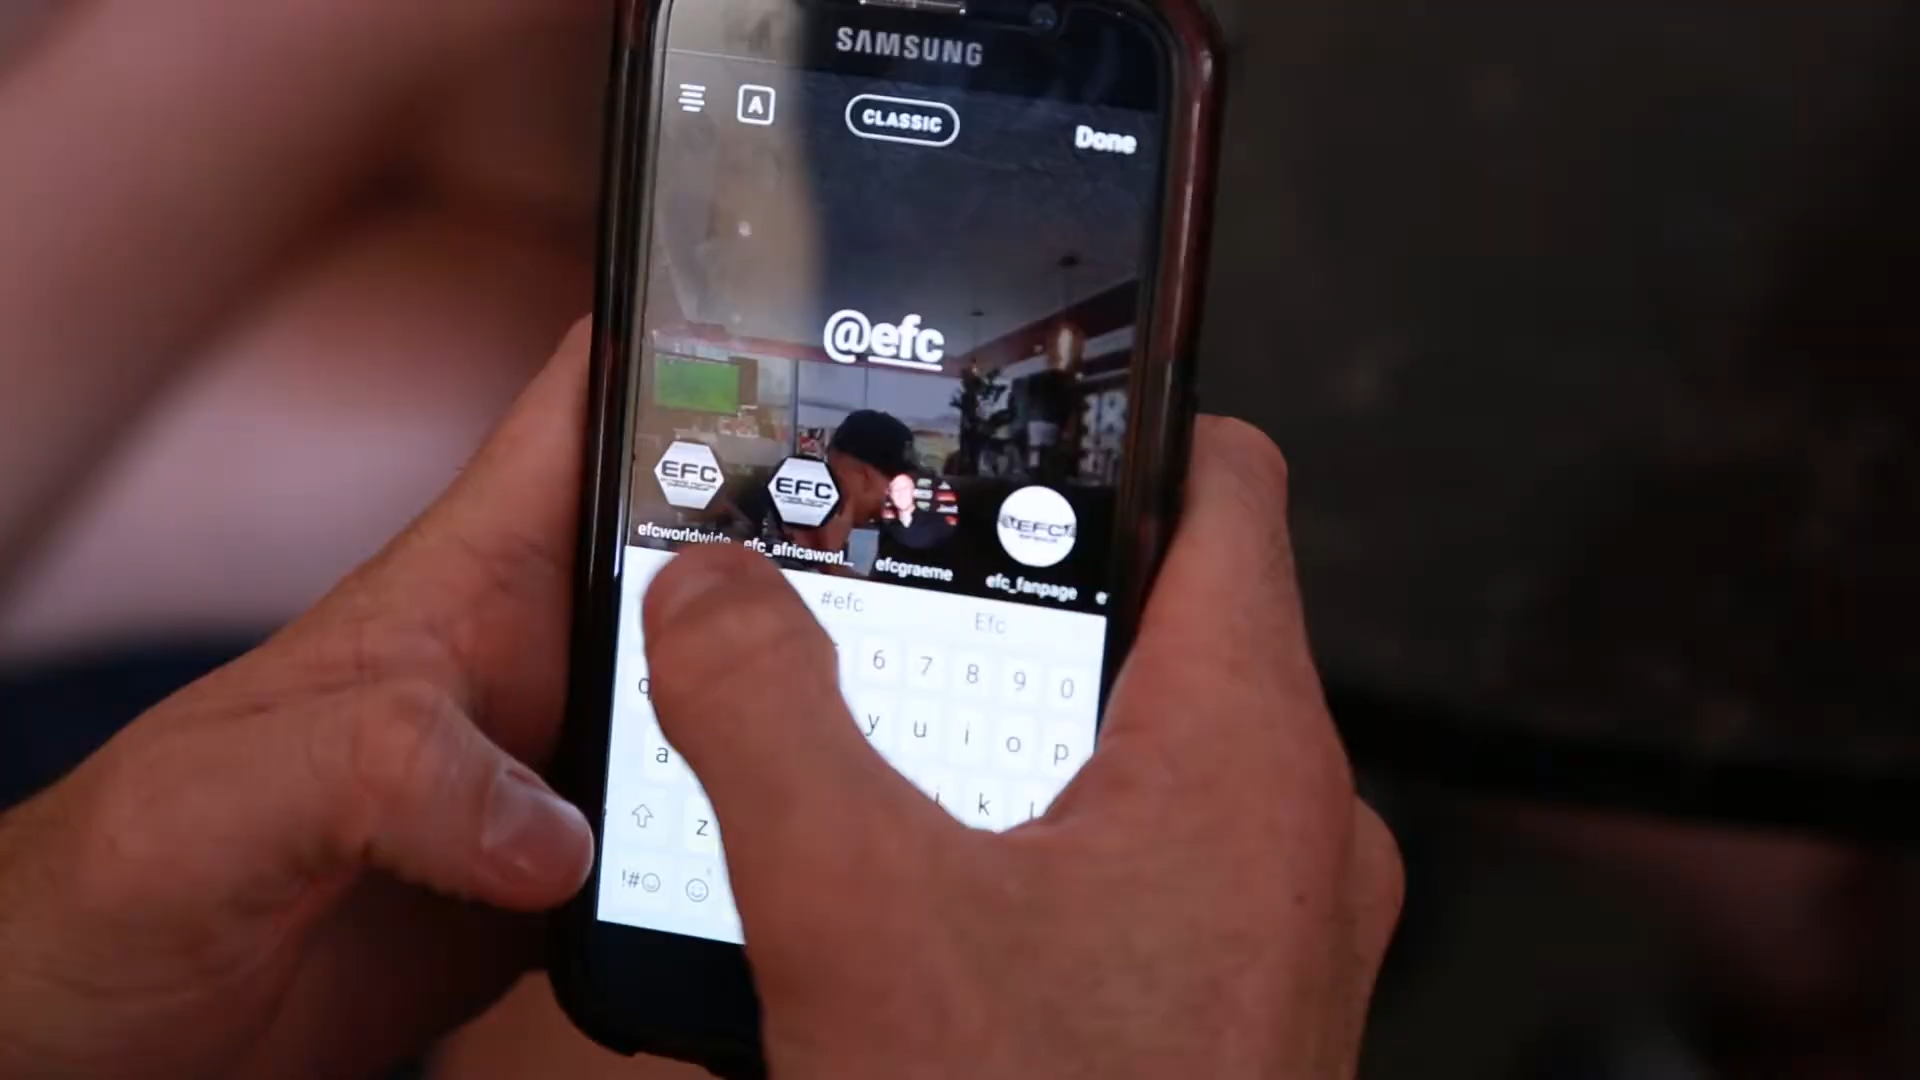 SAMSUNG
A
CLASSIC
Done
@efc
EFC
EFC
EFC
efcworldwide
efc_africaworl...
efcgraeme
efc_fanpage
#efc
Efc
6 7 8 9 0
q y u i o p
a k
z
!#